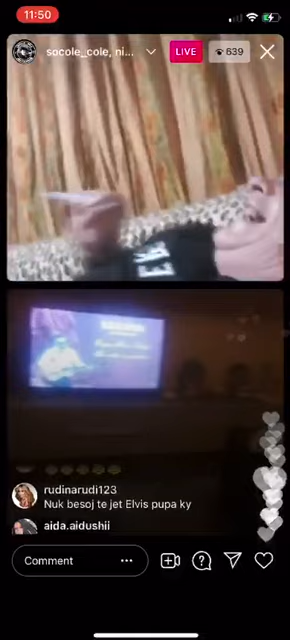 11:50
socole_cole, ni...
LIVE
639
rudinarudi123
Nuk besoj te jet Elvis pupa ky
aida.aidushii
Comment